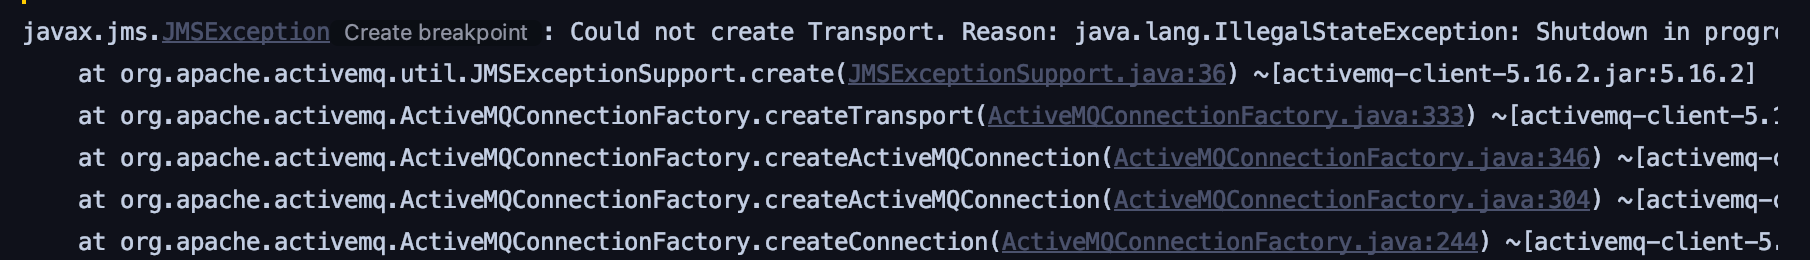 javax.jms.JMSException Create breakpoint : Could not create Transport. Reason: java.lang.IllegalStateException: Shutdown in progr
at org.apache.activemq.util.JMSExceptionSupport.create(JMSExceptionSupport.java:36) ~[activemq-client-5.16.2.jar:5.16.2]
at org.apache.activemq.ActiveMQConnectionFactory.createTransport(ActiveMQConnectionFactory.java:333) ~[activemq-client-5.1
at org.apache.activemq.ActiveMQConnectionFactory.createActiveMQConnection(ActiveMQConnectionFactory.java:346) ~[activemq-c
at org.apache.activemq.ActiveMQConnectionFactory.createActiveMQConnection(ActiveMQConnectionFactory.java:304) ~[activemq-c
at org.apache.activemq.ActiveMQConnectionFactory.createConnection(ActiveMQConnectionFactory.java:244) ~[activemq-client-5.